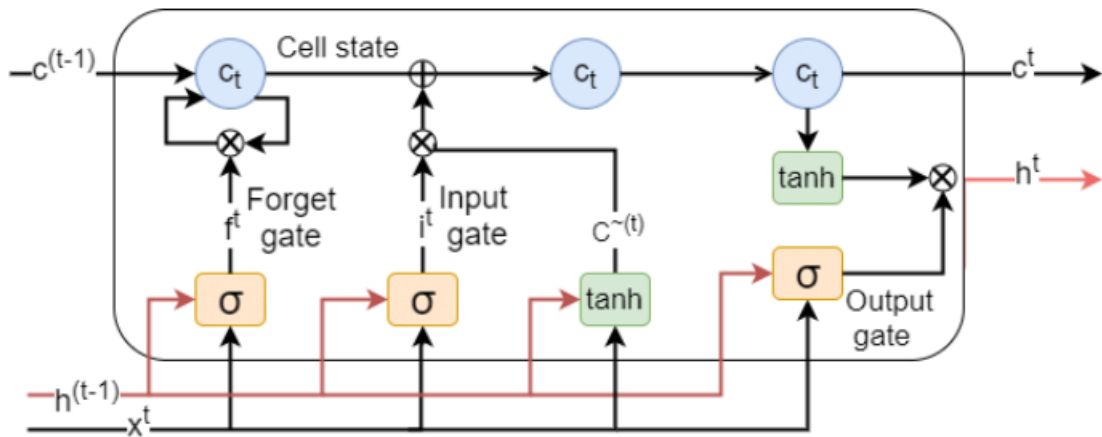 c(t-1)
ct
Cell state
ct
ct
ct
tanh
ht
ft
Forget
gate
it
Input
gate
C~(t)
σ
σ
tanh
σ
Output
gate
h(t-1)
xt